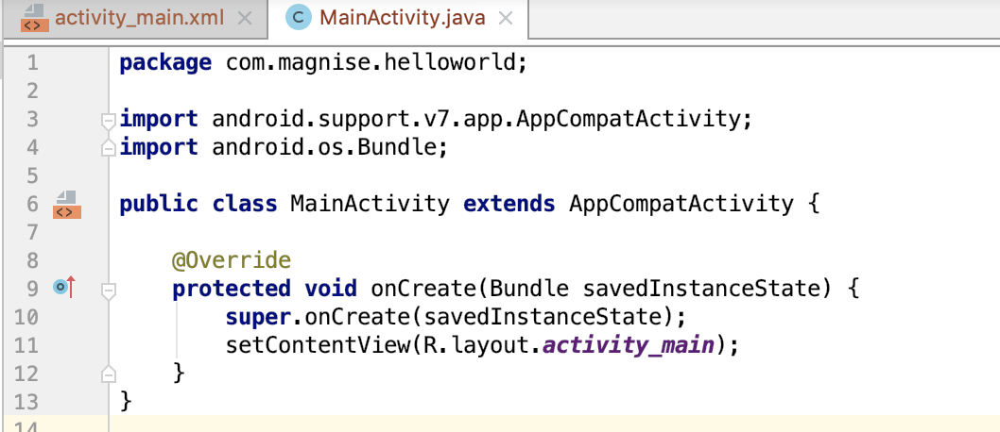 activity_main.xml
MainActivity.java
1 package com.magnise.helloworld;
2
3 import android.support.v7.app.AppCompatActivity;
4 import android.os.Bundle;
5
6 public class MainActivity extends AppCompatActivity {
7
8 @Override
9 protected void onCreate(Bundle savedInstanceState) {
10 super.onCreate(savedInstanceState);
11 setContentView(R.layout.activity_main);
12 }
13 }
14